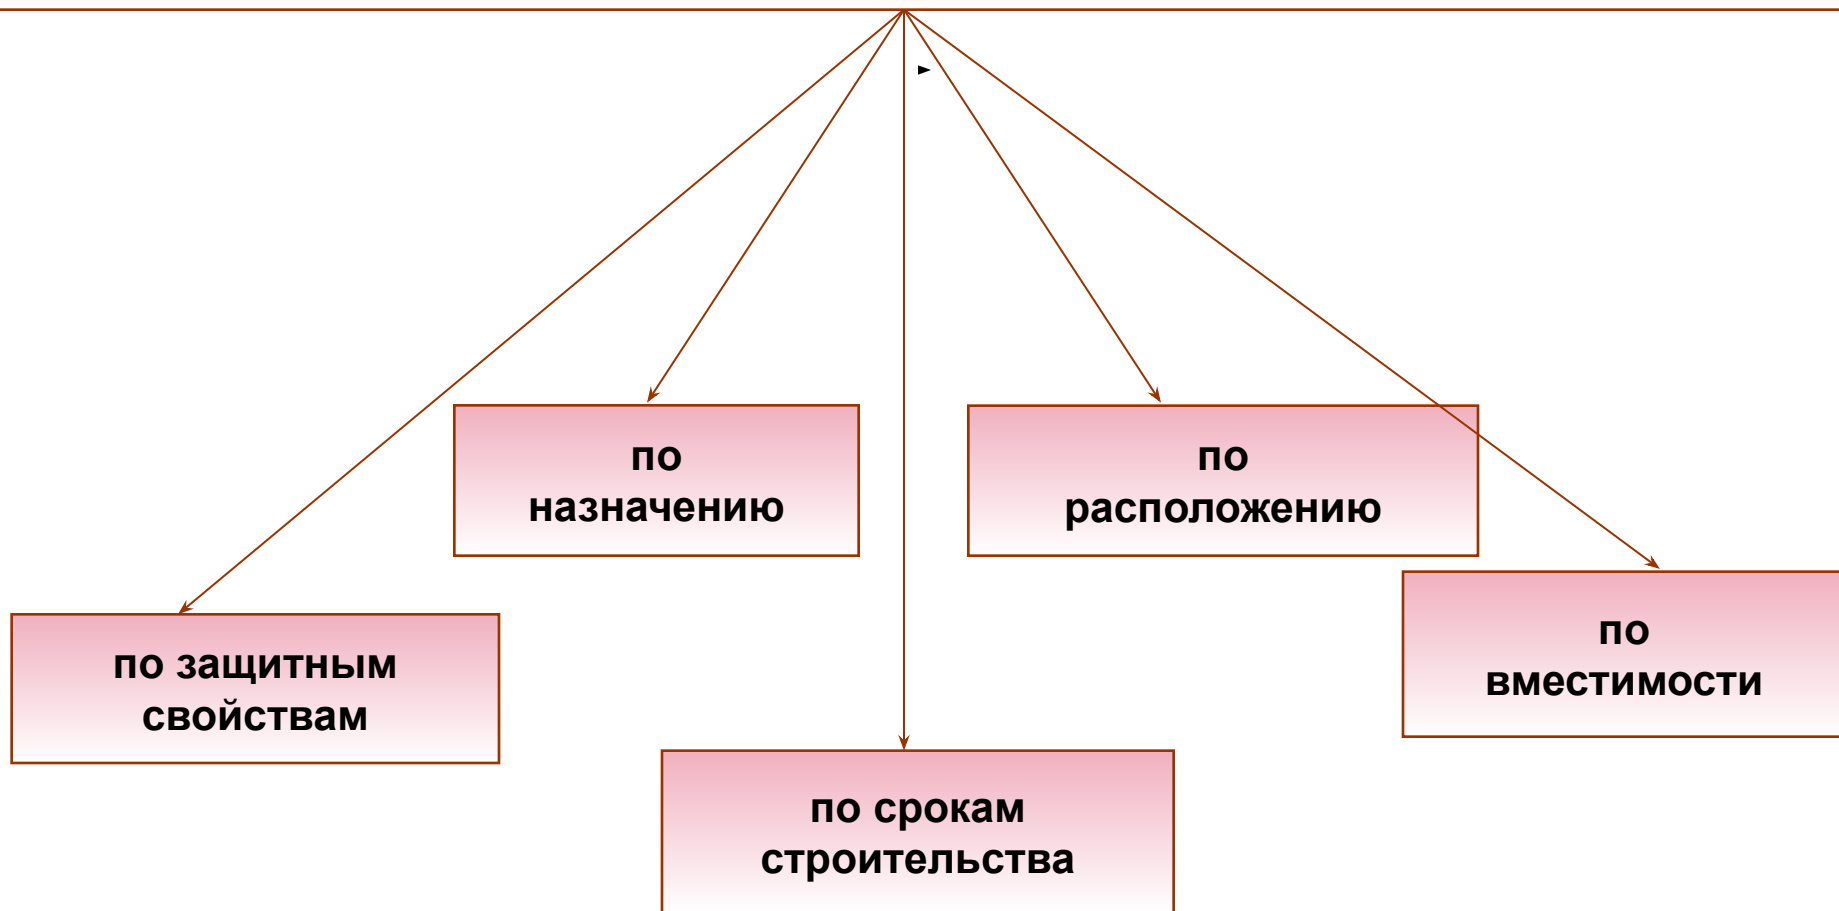 по
назначению
по
расположению
по защитным
свойствам
по
вместимости
по срокам
строительства